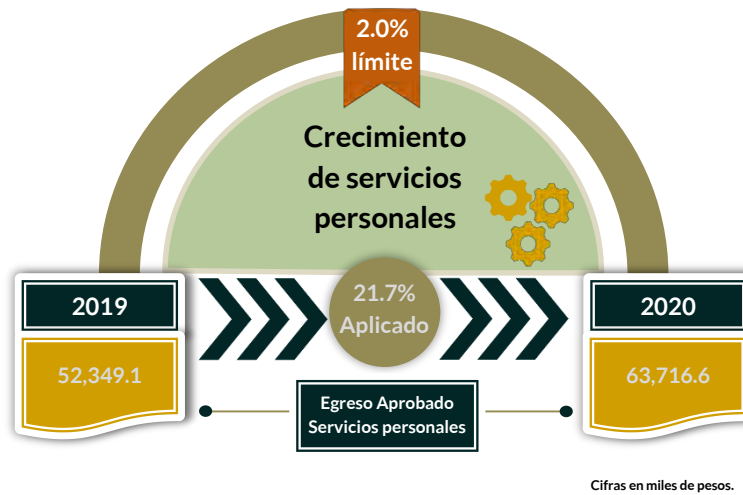 2.0%
límite
Crecimiento
de servicios
personales
2019
21.7%
Aplicado
2020
52,349.1
63,716.6
Egreso Aprobado
Servicios personales
Cifras en miles de pesos.